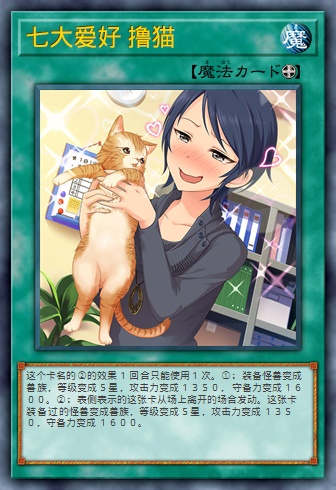 七大爱好 撸猫
魔
【魔法カード】
这个卡名的②的效果1回合只能使用1次。①：装备怪兽变成
兽族，等级变成5星，攻击力变成１３５０，守备力变成１６
００。②：表侧表示的这张卡从场上离开的场合发动。这张卡
装备过的怪兽变成兽族，等级变成５星，攻击力变成１３５
０，守备力变成１６００。